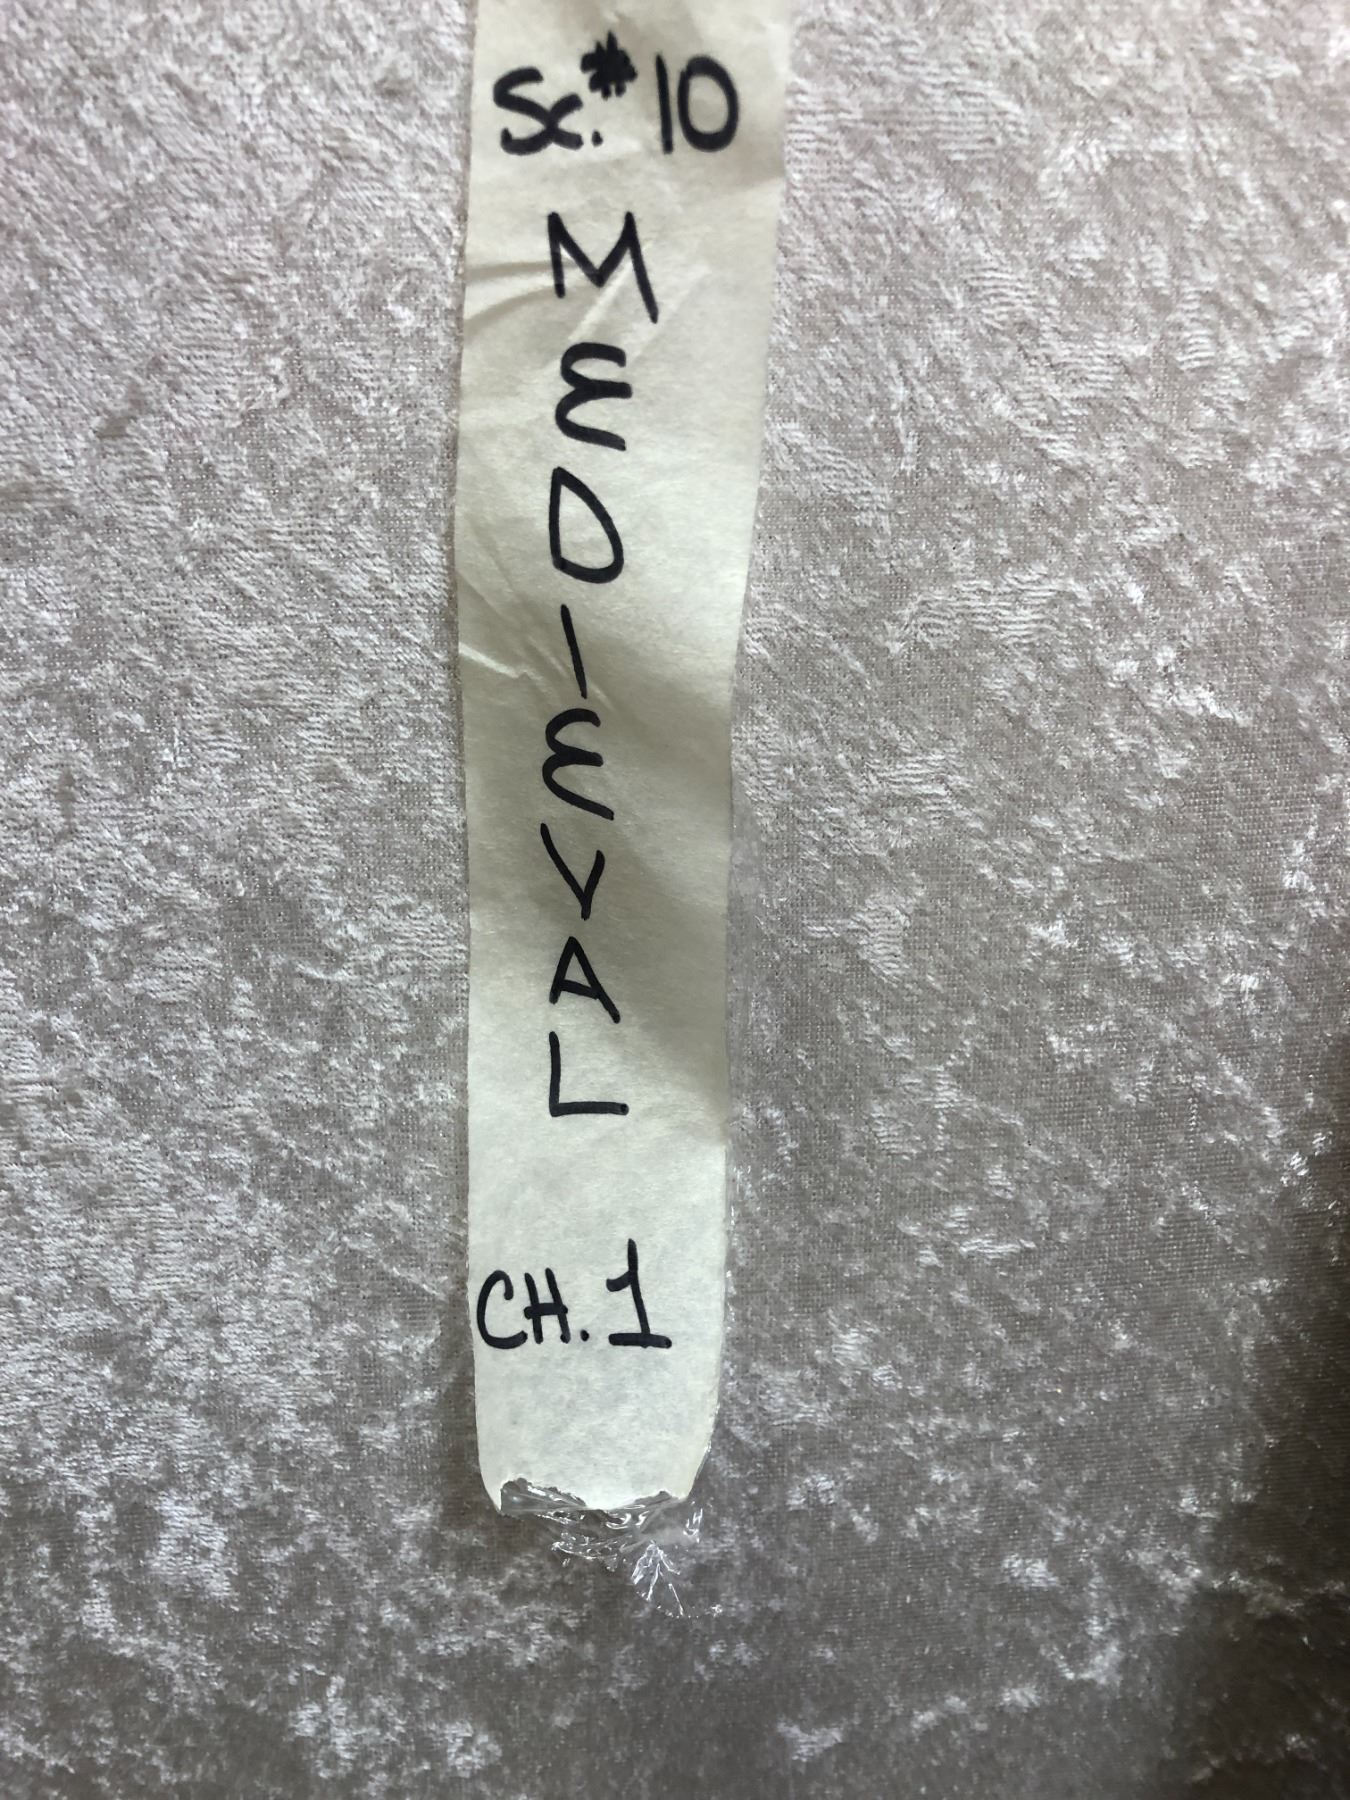 Sc. # 10
MEDIEVAL
CH. 1